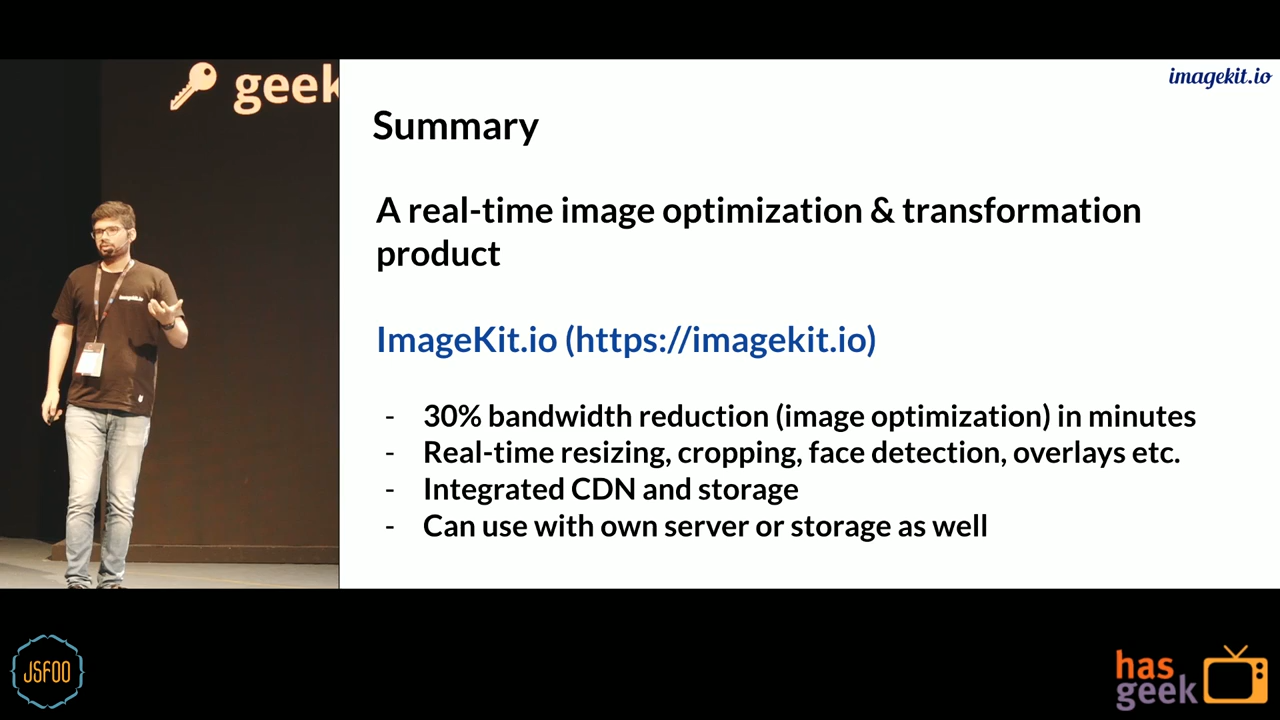 geek
imagekit.io
Summary
A real-time image optimization & transformation
product
ImageKit.io (https://imagekit.io)
- 30% bandwidth reduction (image optimization) in minutes
- Real-time resizing, cropping, face detection, overlays etc.
- Integrated CDN and storage
- Can use with own server or storage as well
imagekit.io
JSFOO
has
geek